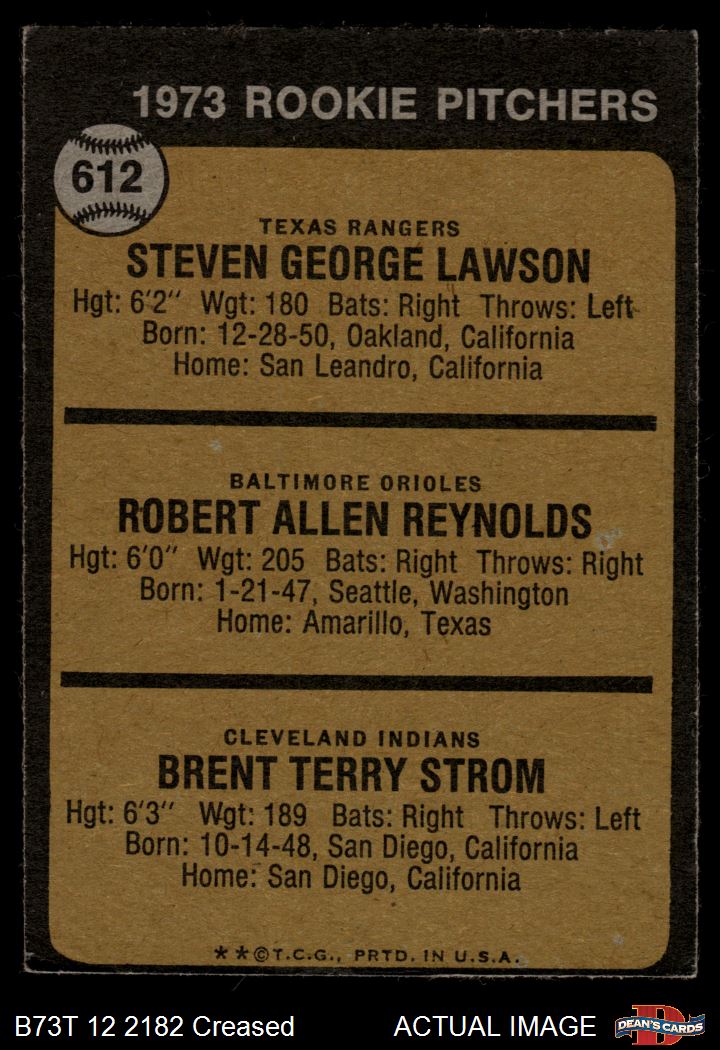 1973 ROOKIE PITCHERS
612
TEXAS RANGERS
STEVEN GEORGE LAWSON
Hgt: 6'2" Wgt: 180 Bats: Right Throws: Left
Born: 12-28-50, Oakland, California
Home: San Leandro, California
BALTIMORE ORIOLES
ROBERT ALLEN REYNOLDS
Hgt: 6'0" Wgt: 205 Bats: Right Throws: Right
Born: 1-21-47, Seattle, Washington
Home: Amarillo, Texas
CLEVELAND INDIANS
BRENT TERRY STROM
Hgt: 6'3" Wgt: 189 Bats: Right Throws: Left
Born: 10-14-48, San Diego, California
Home: San Diego, California
**©T.C.G., PRTD. IN U.S.A.
B73T 12 2182 Creased ACTUAL IMAGE D DEAN'S CARDS